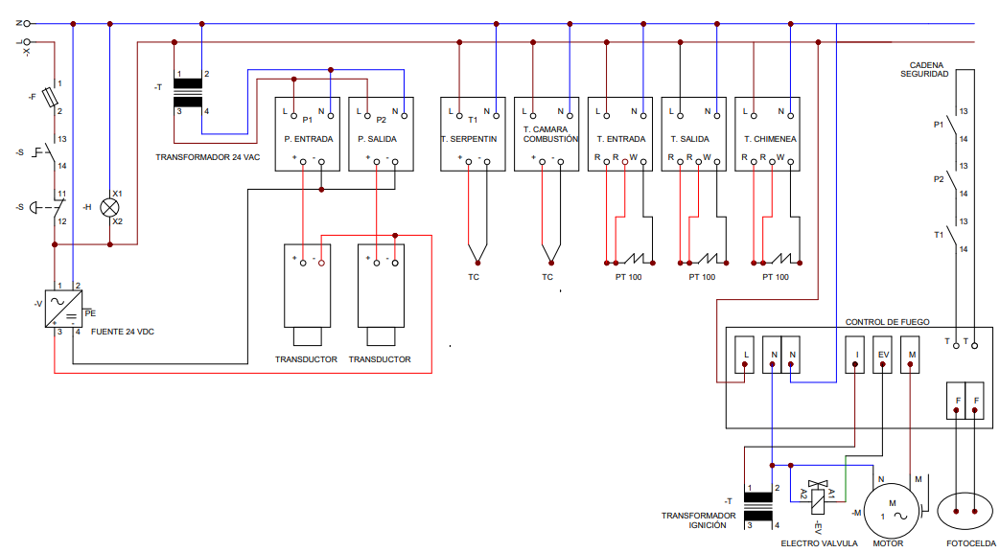 N
L
-X
-F
1
2
-S
13
14
-S
11
12
-H
X1
X2
-V
1 2
PE
+ -
3 4
FUENTE 24 VDC
-T
1 2
3 4
TRANSFORMADOR 24 VAC
L P1 N
P. ENTRADA
+ -
L P2 N
P. SALIDA
+ -
L T1 N
T. SERPENTIN
+ -
L N
T. CAMARA
COMBUSTIÓN
+ -
L N
T. ENTRADA
R R W
L N
T. SALIDA
R R W
L N
T. CHIMENEA
R R W
+ -
TRANSDUCTOR
+ -
TRANSDUCTOR
TC
TC
PT 100
PT 100
PT 100
CADENA
SEGURIDAD
P1
13
14
P2
13
14
T1
13
14
CONTROL DE FUEGO
L N N I EV M
T T
F F
-T
1 2
3 4
TRANSFORMADOR
IGNICIÓN
A2 A1
-EV
ELECTRO VALVULA
N M
-M
M
1
MOTOR
FOTOCELDA